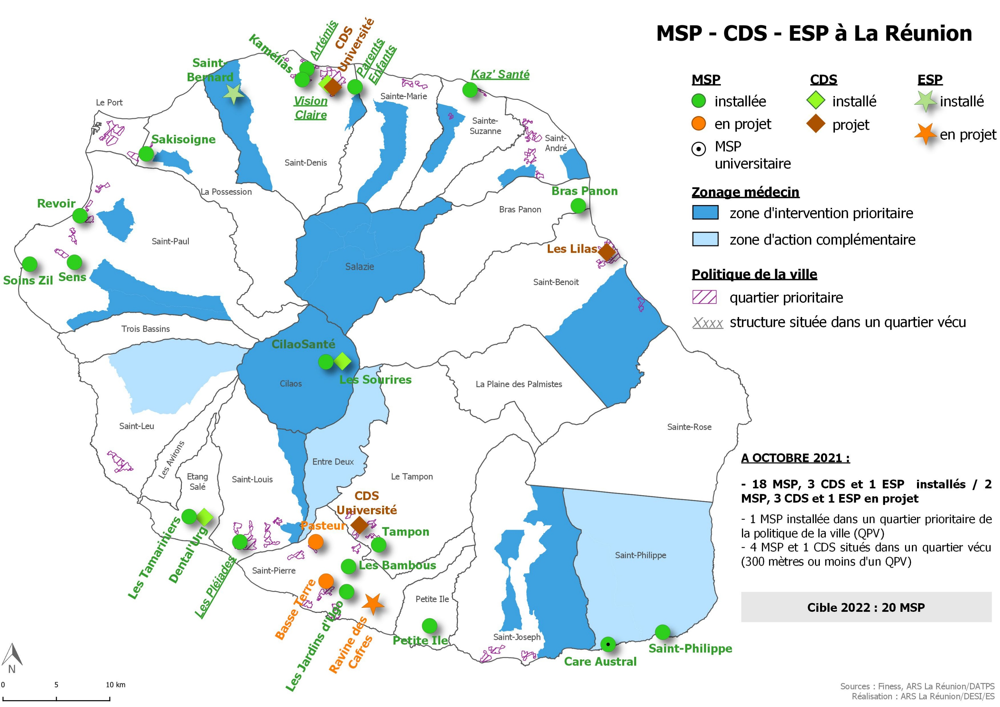 MSP - CDS - ESP à La Réunion
MSP
installée
en projet
MSP
universitaire
CDS
installé
projet
ESP
installé
en projet
Zonage médecin
zone d'intervention prioritaire
zone d'action complémentaire
Politique de la ville
quartier prioritaire
Xxxx structure située dans un quartier vécu
Kamélias
Artémis
CDS
Université
Parents
Enfants
Saint-
Bernard
Vision
Claire
Kaz' Santé
Le Port
Sainte-Marie
Sainte-
Suzanne
Saint-
André
Sakisoigne
Saint-Denis
La Possession
Bras Panon
Bras Panon
Revoir
Saint-Paul
Les Lilas
Salazie
Saint-Benoit
Soins Zil
Sens
Trois Bassins
CilaoSanté
Les Sourires
Cilaos
La Plaine des Palmistes
Saint-Leu
Sainte-Rose
Les Avirons
Etang
Salé
Saint-Louis
Entre Deux
Le Tampon
CDS
Université
Pasteur
Tampon
Les Tamariniers
Dental'Urg
Les Pléiades
Saint-Pierre
Les Bambous
Saint-Philippe
Basse Terre
Les Jardins d'Ugo
Ravine des
Cafres
Petite Ile
Petite Ile
Saint-Joseph
Care Austral
Saint-Philippe
A OCTOBRE 2021 :
- 18 MSP, 3 CDS et 1 ESP installés / 2
MSP, 3 CDS et 1 ESP en projet
- 1 MSP installée dans un quartier prioritaire de
la politique de la ville (QPV)
- 4 MSP et 1 CDS situés dans un quartier vécu
(300 mètres ou moins d'un QPV)
Cible 2022 : 20 MSP
N
0 5 10 km
Sources : Finess, ARS La Réunion/DATPS
Réalisation : ARS La Réunion/DESI/ES